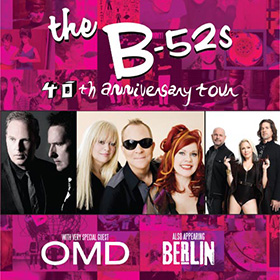 the
B-52s
40th anniversary tour
WITH VERY SPECIAL GUEST
OMD
ALSO APPEARING
BERLIN